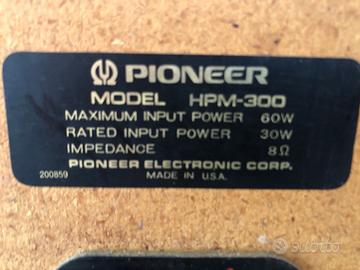 PIONEER
MODEL HPM-300
MAXIMUM INPUT POWER 60W
RATED INPUT POWER 30W
IMPEDANCE 8Ω
PIONEER ELECTRONIC CORP.
200859 MADE IN U.S.A.
subito